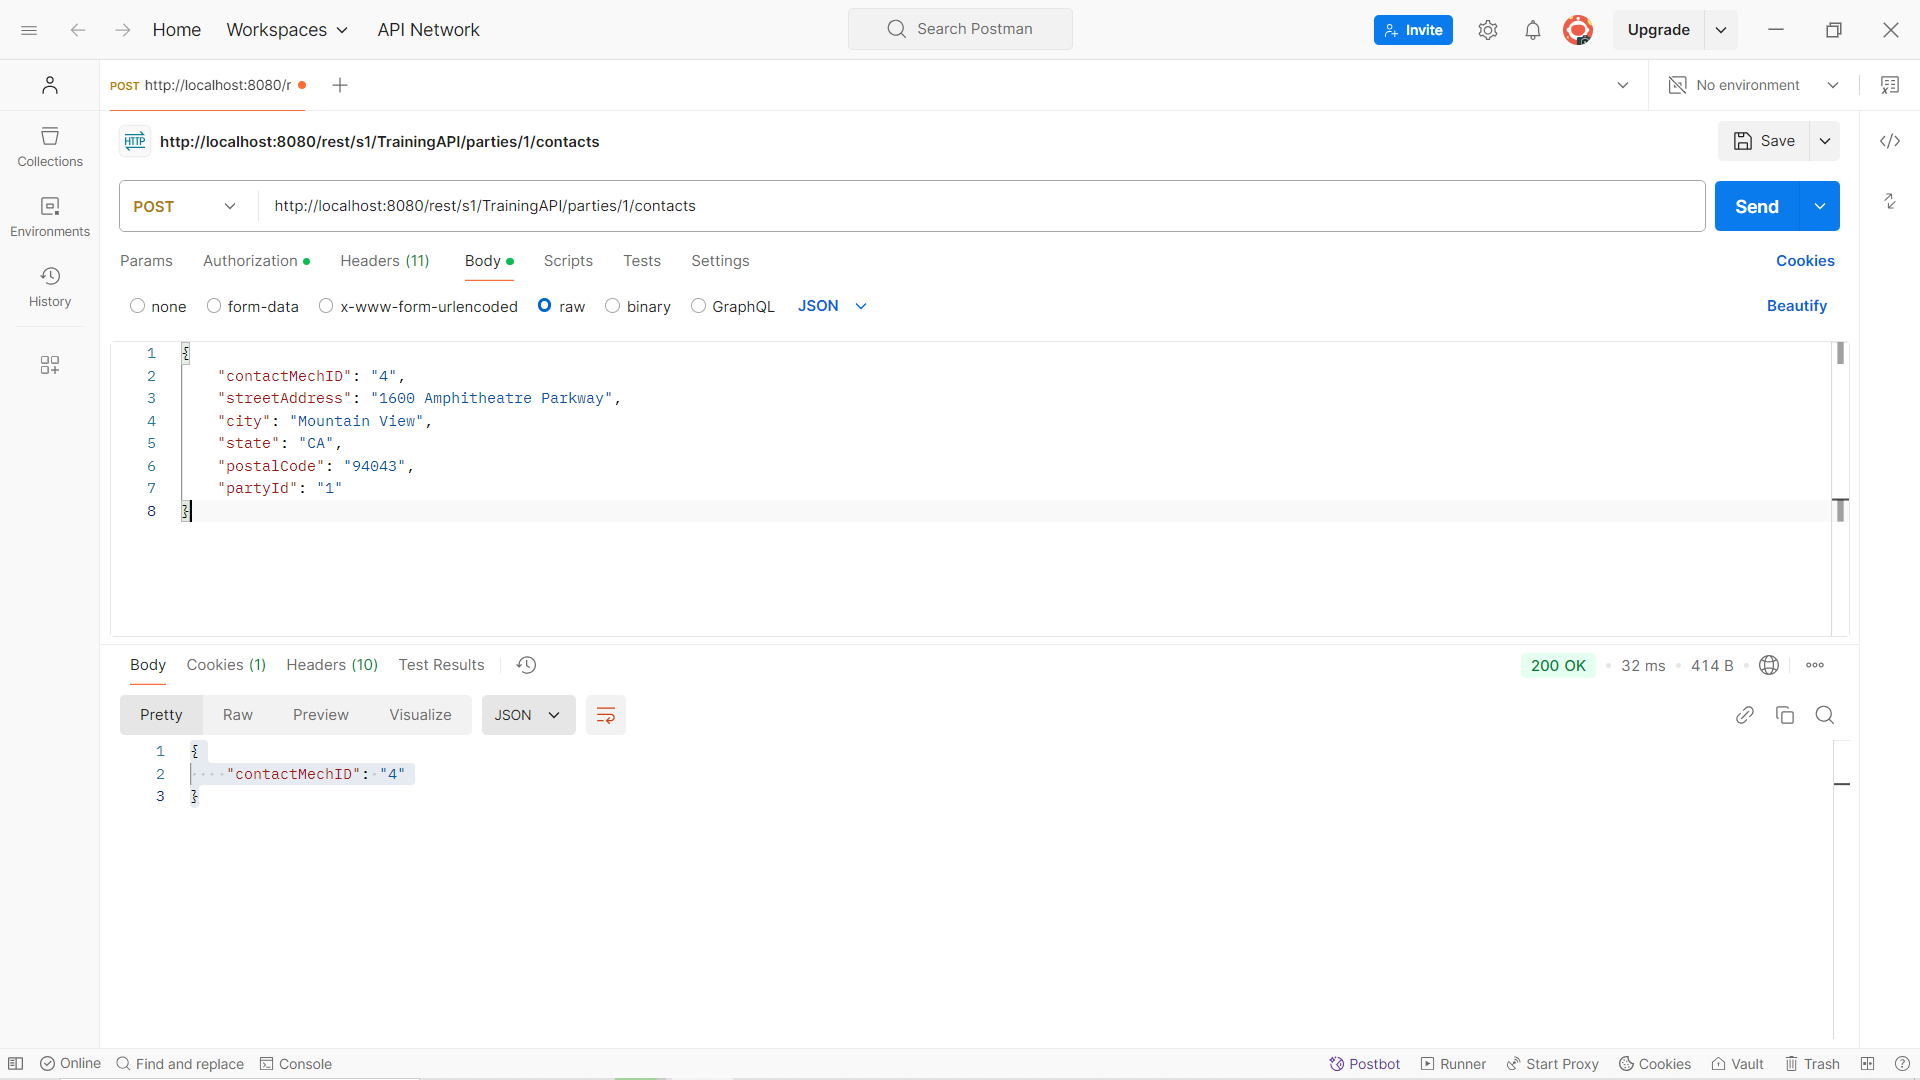 Home Workspaces API Network Search Postman Invite Upgrade
POST http://localhost:8080/r No environment
HTTP http://localhost:8080/rest/s1/TrainingAPI/parties/1/contacts Save
Collections
POST http://localhost:8080/rest/s1/TrainingAPI/parties/1/contacts Send
Environments
Params Authorization Headers (11) Body Scripts Tests Settings Cookies
History
none form-data x-www-form-urlencoded raw binary GraphQL JSON Beautify
1 {
2 "contactMechID": "4",
3 "streetAddress": "1600 Amphitheatre Parkway",
4 "city": "Mountain View",
5 "state": "CA",
6 "postalCode": "94043",
7 "partyId": "1"
8 }
Body Cookies (1) Headers (10) Test Results 200 OK 32 ms 414 B
Pretty Raw Preview Visualize JSON
1 {
2 "contactMechID": "4"
3 }
Online Find and replace Console Postbot Runner Start Proxy Cookies Vault Trash